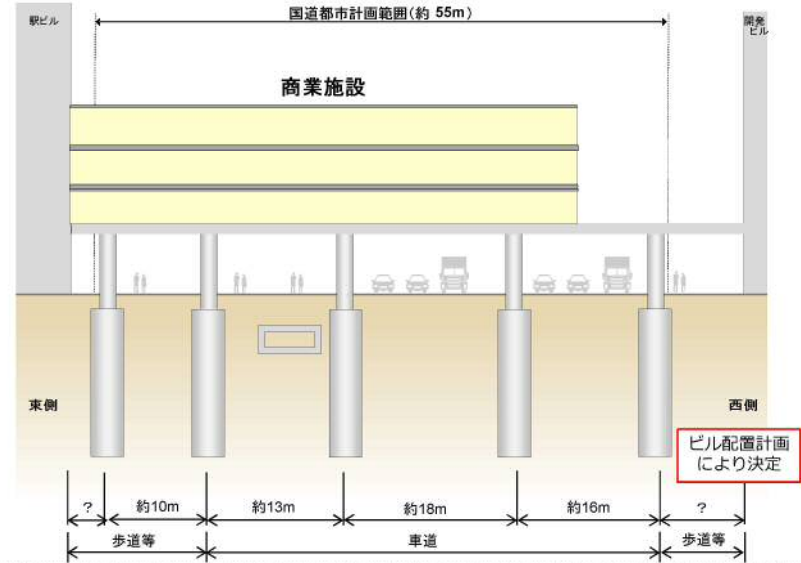 駅ビル
国道都市計画範囲(約 55m)
開発
ビル
商業施設
東側
西側
ビル配置計画
により決定
?
約10m
約13m
約18m
約16m
?
歩道等
車道
歩道等